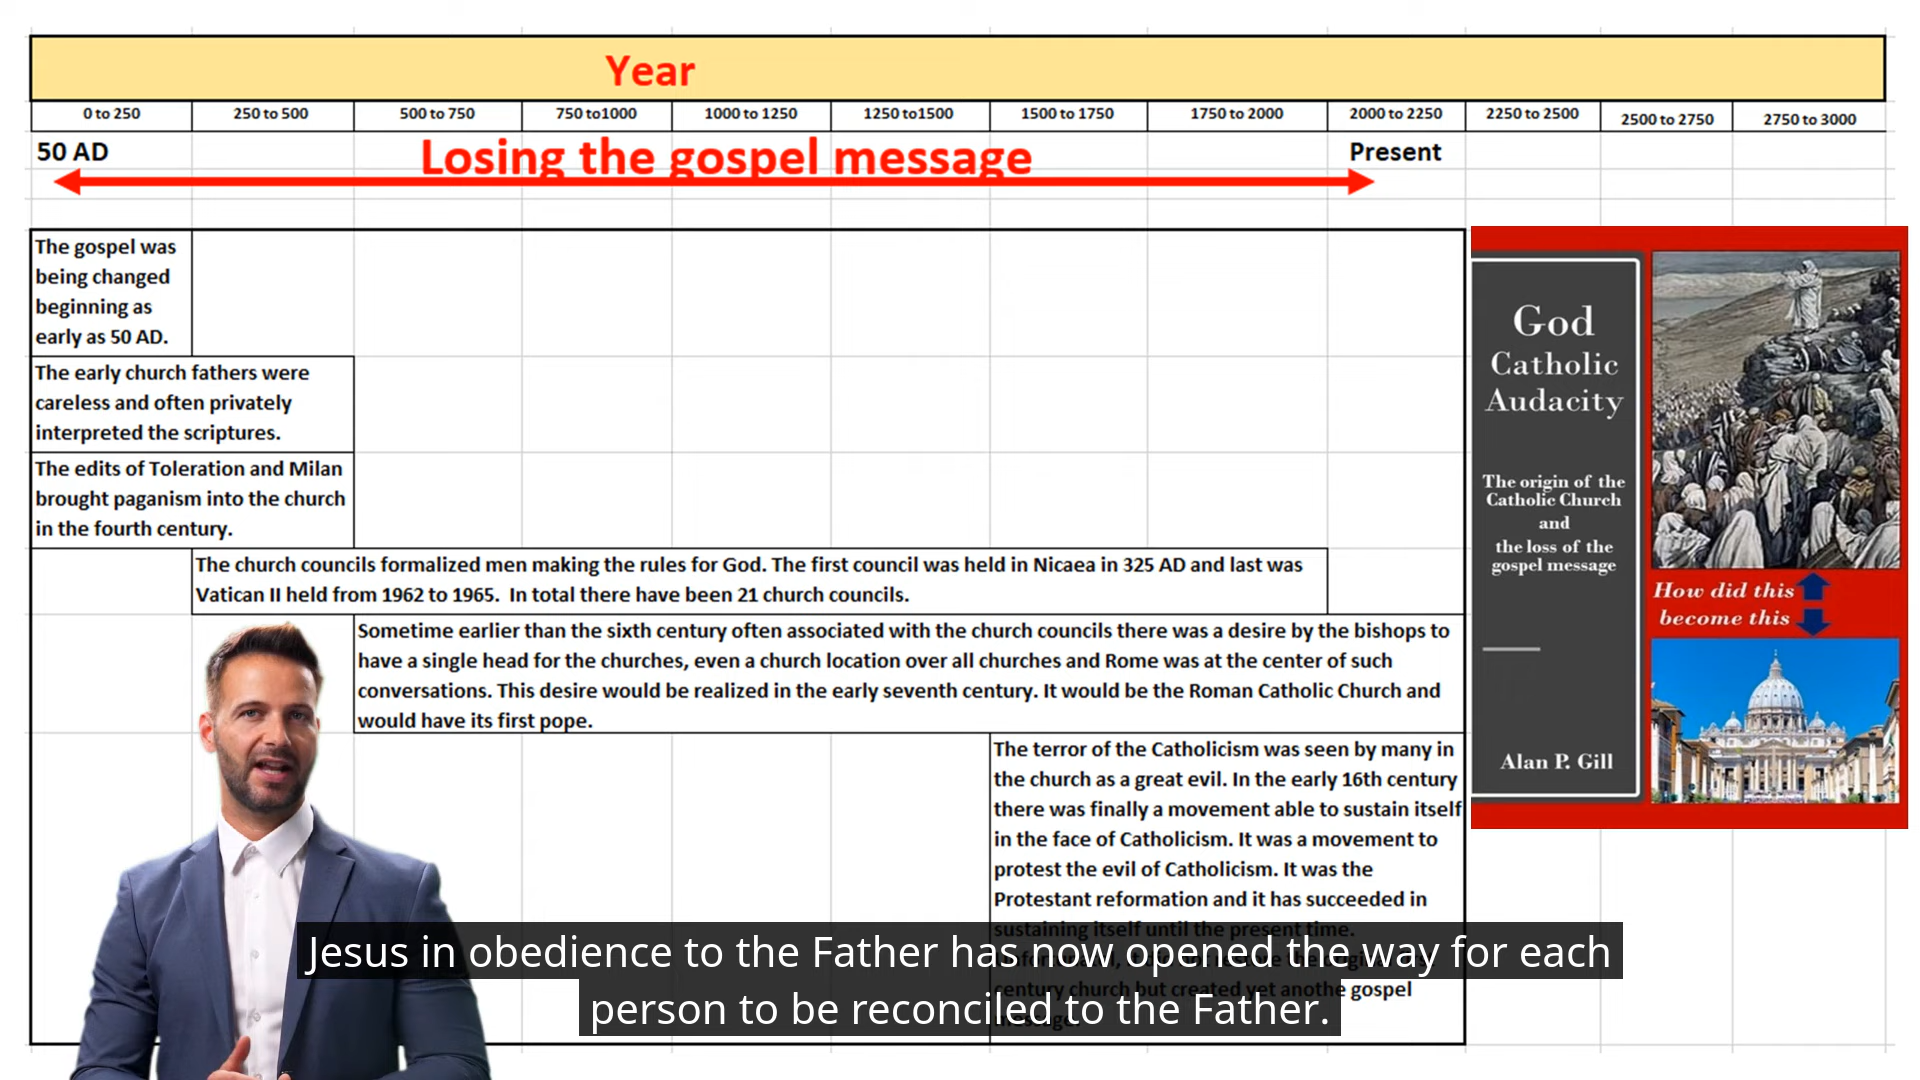 Year
0 to 250
250 to 500
500 to 750
750 to1000
1000 to 1250
1250 to1500
1500 to 1750
1750 to 2000
2000 to 2250
2250 to 2500
2500 to 2750
2750 to 3000
50 AD
Losing the gospel message
Present
The gospel was
being changed
beginning as
early as 50 AD.
The early church fathers were
careless and often privately
interpreted the scriptures.
The edits of Toleration and Milan
brought paganism into the church
in the fourth century.
The church councils formalized men making the rules for God. The first council was held in Nicaea in 325 AD and last was
Vatican II held from 1962 to 1965.  In total there have been 21 church councils.
Sometime earlier than the sixth century often associated with the church councils there was a desire by the bishops to
have a single head for the churches, even a church location over all churches and Rome was at the center of such
conversations. This desire would be realized in the early seventh century. It would be the Roman Catholic Church and
would have its first pope.
The terror of the Catholicism was seen by many in
the church as a great evil. In the early 16th century
there was finally a movement able to sustain itself
in the face of Catholicism. It was a movement to
protest the evil of Catholicism. It was the
Protestant reformation and it has succeeded in
sustaining itself until the present time.
century church but created yet anothe gospel
God
Catholic
Audacity
The origin of the
Catholic Church
and
the loss of the
gospel message
Alan P. Gill
How did this
become this
Jesus in obedience to the Father has now opened the way for each
person to be reconciled to the Father.